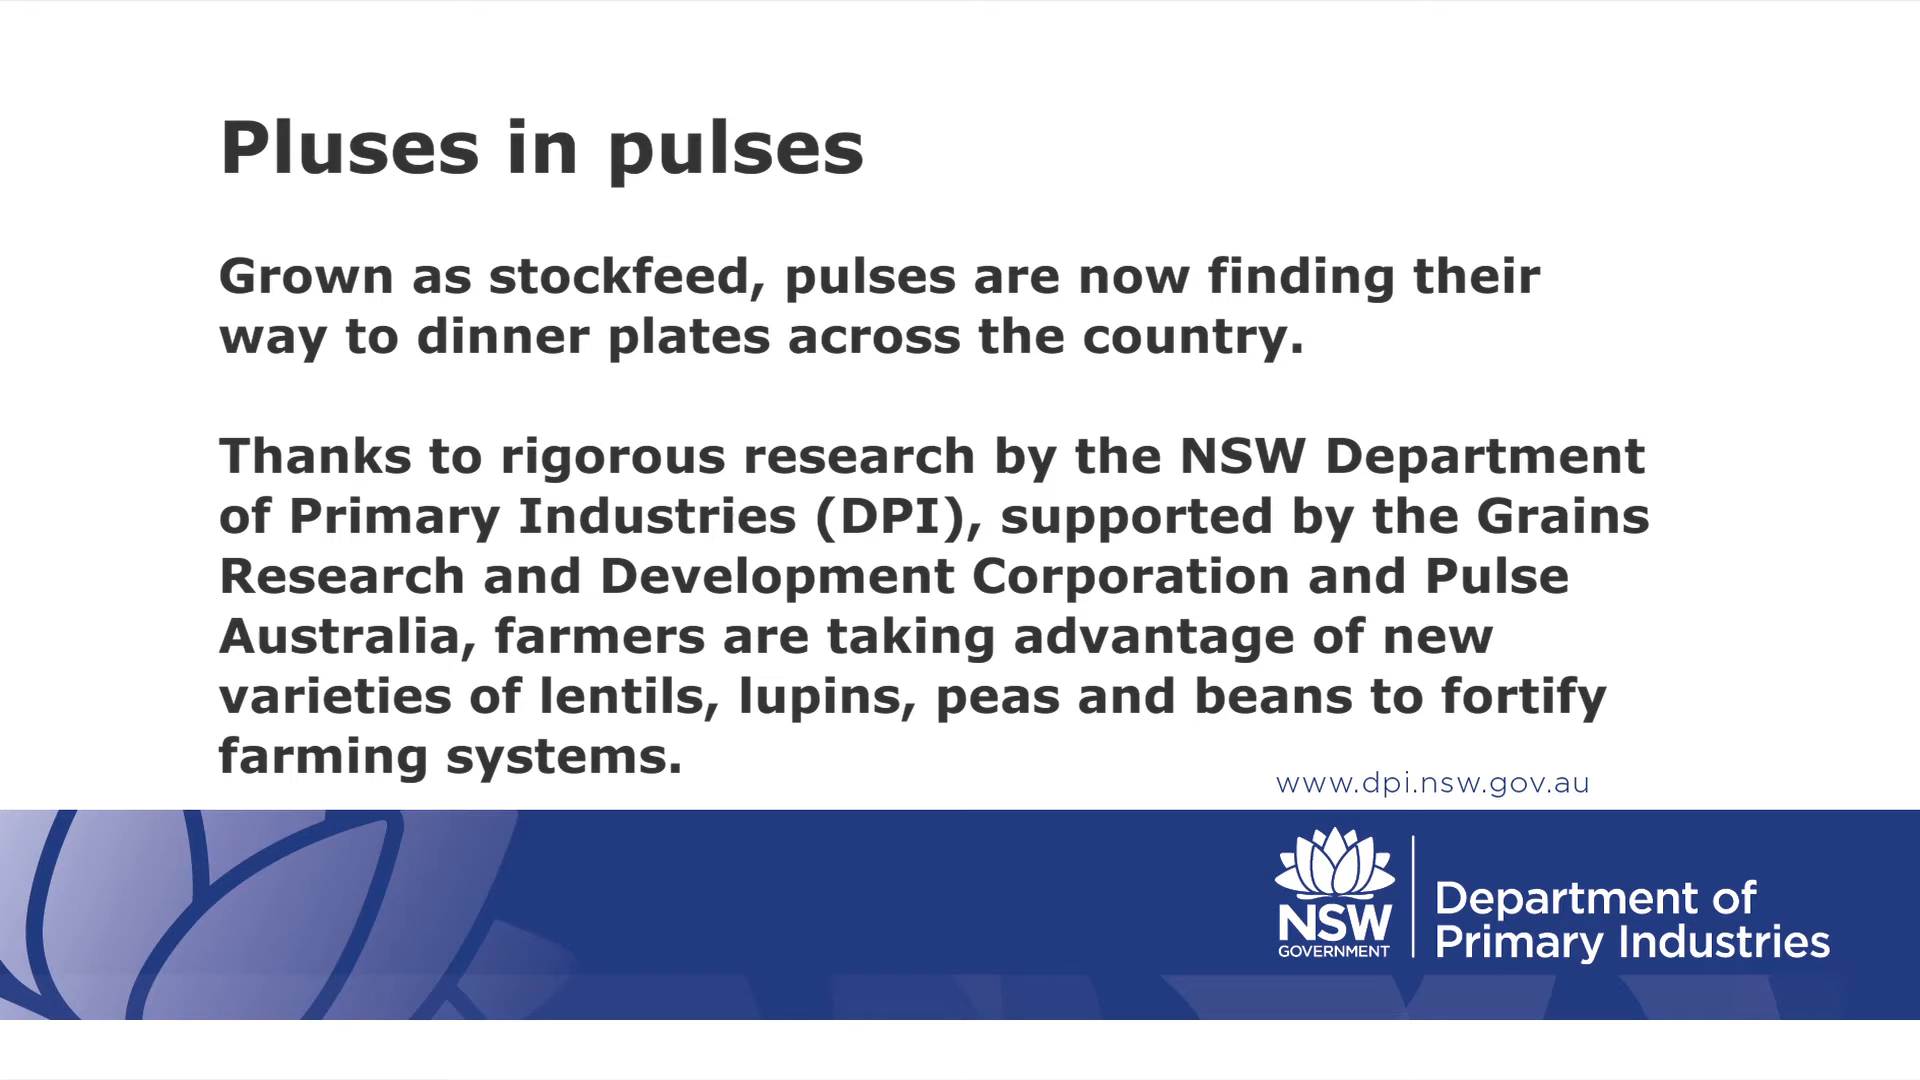 Pluses in pulses
Grown as stockfeed, pulses are now finding their
way to dinner plates across the country.
Thanks to rigorous research by the NSW Department
of Primary Industries (DPI), supported by the Grains
Research and Development Corporation and Pulse
Australia, farmers are taking advantage of new
varieties of lentils, lupins, peas and beans to fortify
farming systems.
www.dpi.nsw.gov.au
NSW
GOVERNMENT
Department of
Primary Industries